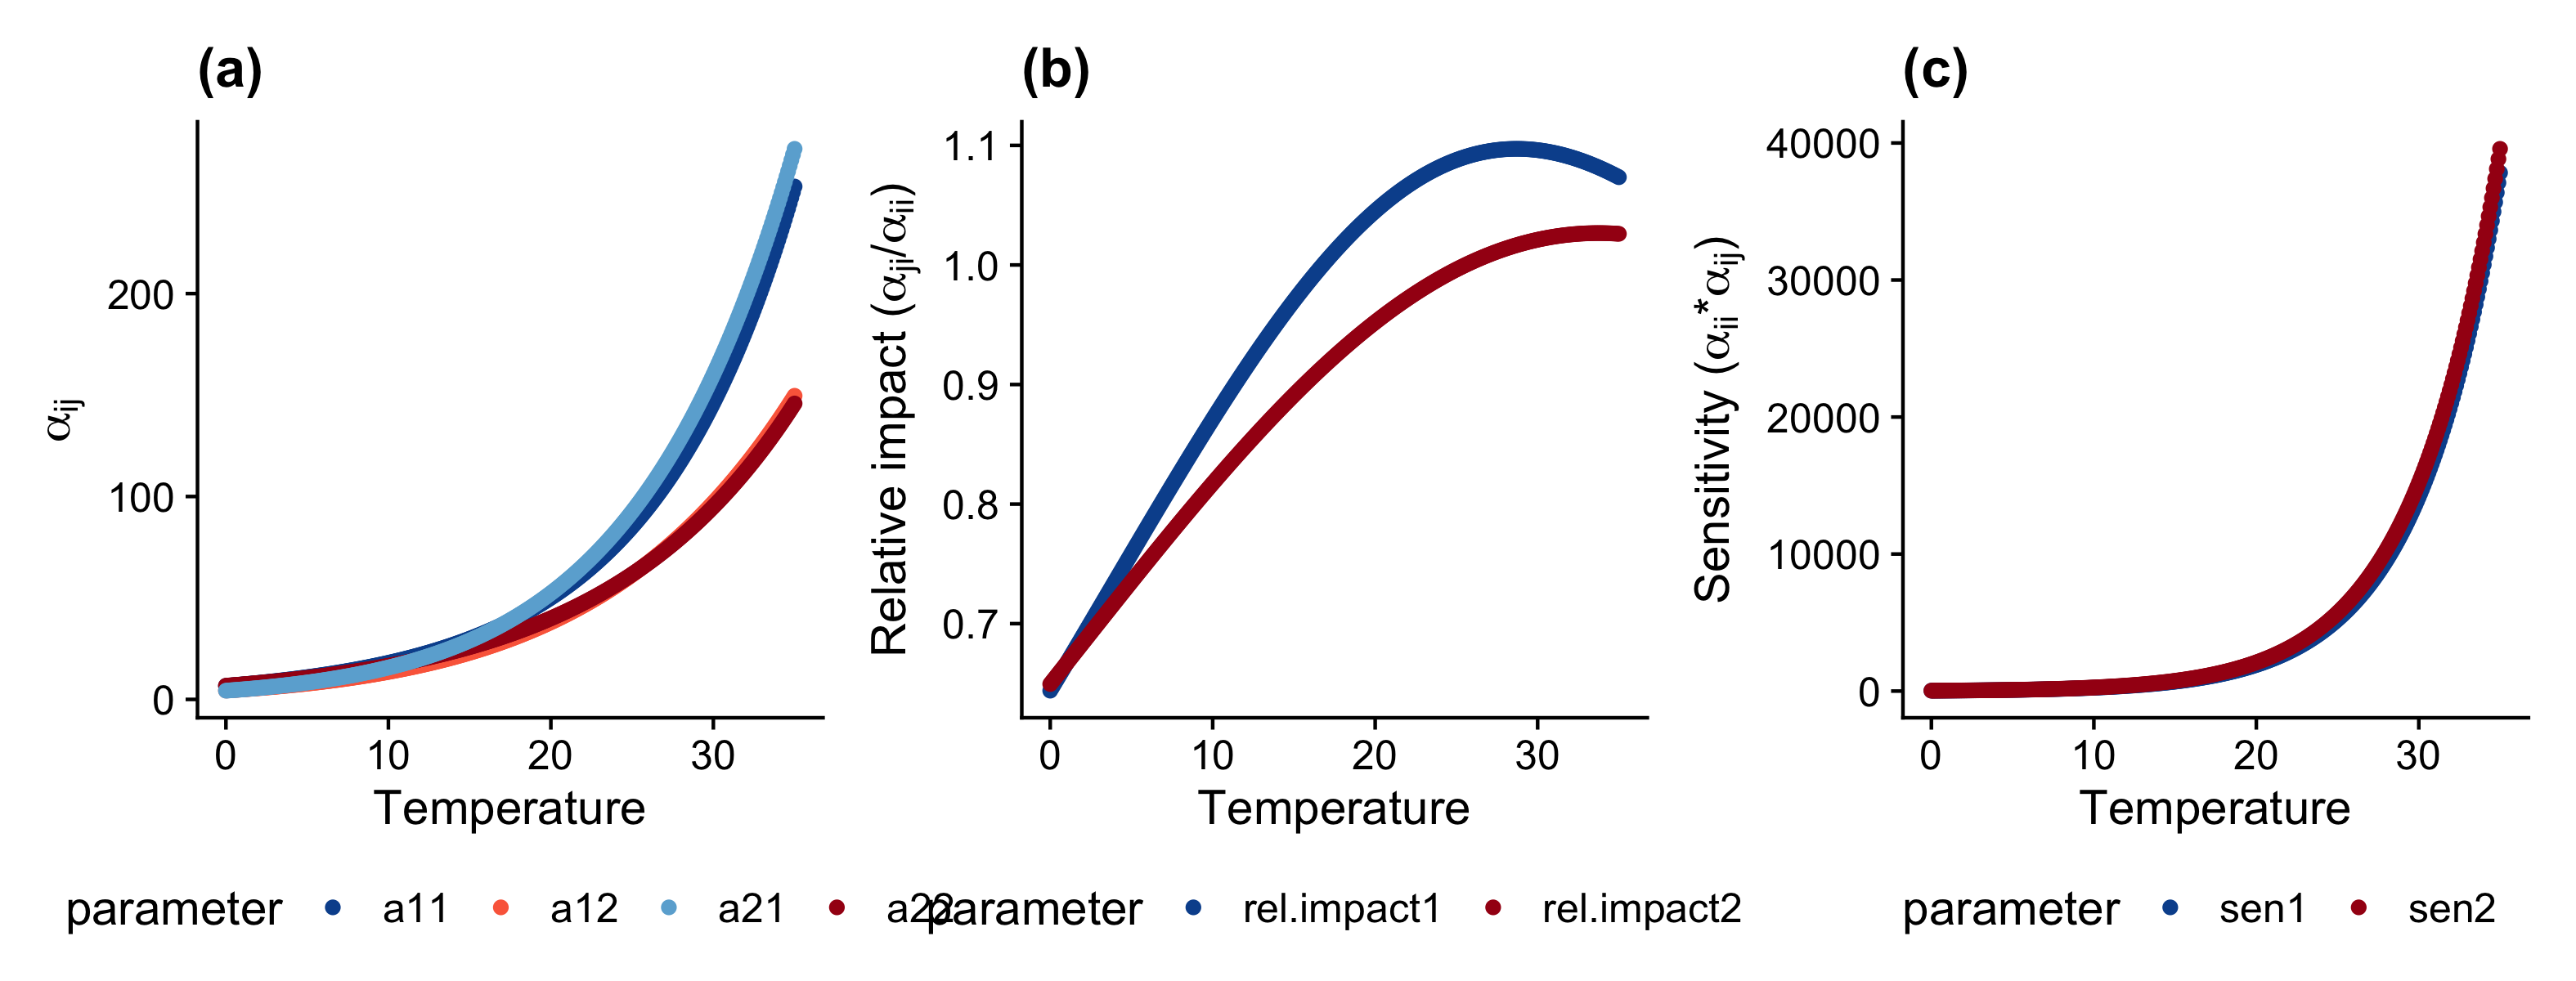 (a)
αij
200
100
0
0 10 20 30
Temperature
parameter a11 a12 a21 a22
(b)
Relative impact (αji/αii)
1.1
1.0
0.9
0.8
0.7
0 10 20 30
Temperature
parameter rel.impact1 rel.impact2
(c)
Sensitivity (αii*αij)
40000
30000
20000
10000
0
0 10 20 30
Temperature
parameter sen1 sen2